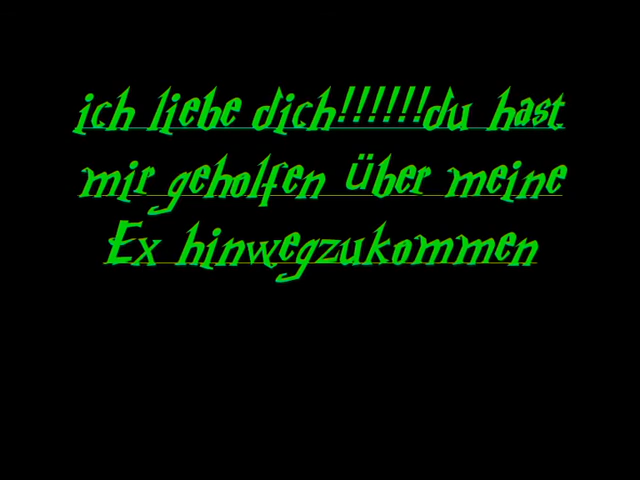 ich liebe dich!!!!!!du hast
mir geholfen über meine
Ex hinwegzukommen